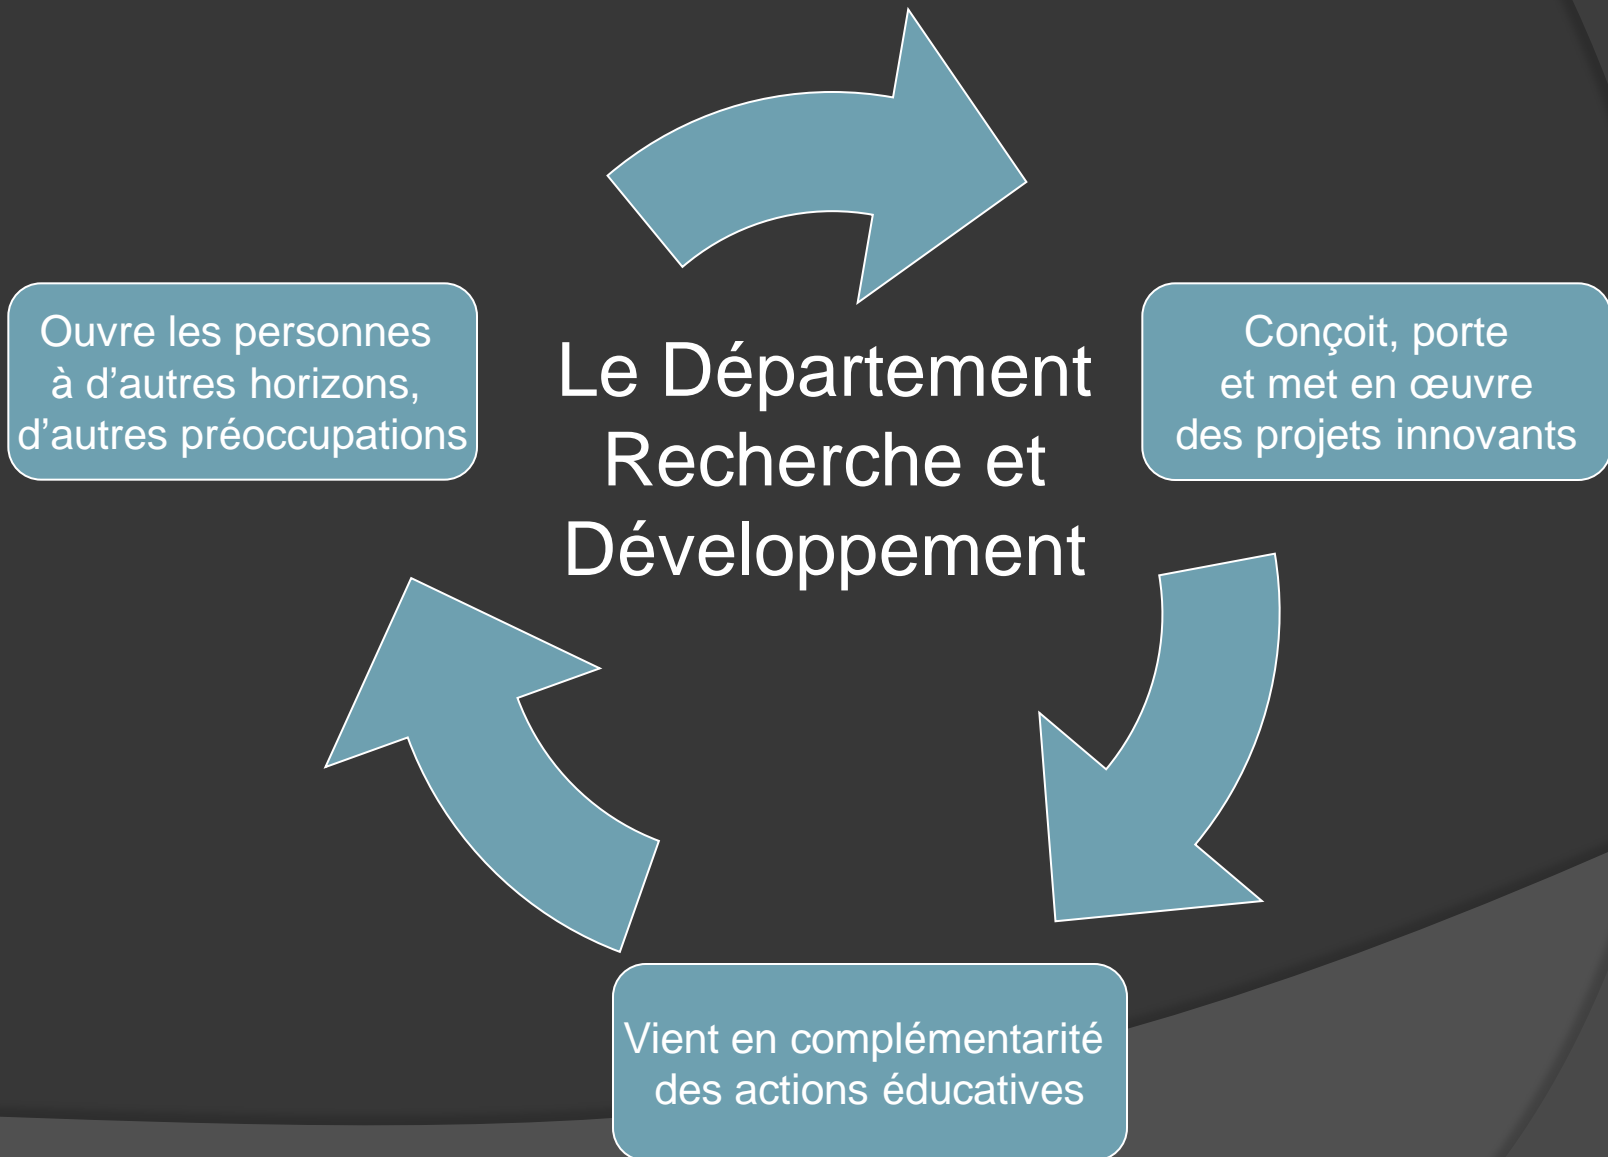 Ouvre les personnes
à d’autres horizons,
d’autres préoccupations
Le Département
Recherche et
Développement
Conçoit, porte
et met en œuvre
des projets innovants
Vient en complémentarité
des actions éducatives